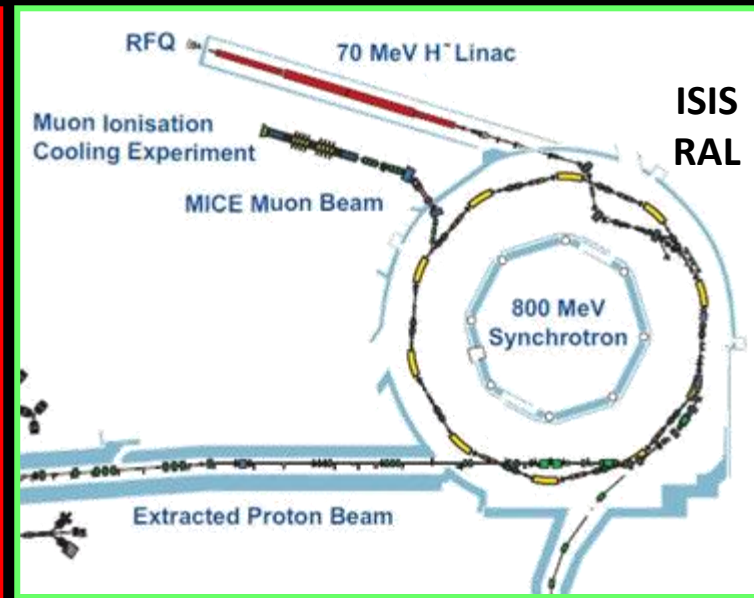 RFQ
70 MeV H⁻ Linac
ISIS
RAL
Muon Ionisation
Cooling Experiment
MICE Muon Beam
800 MeV
Synchrotron
Extracted Proton Beam